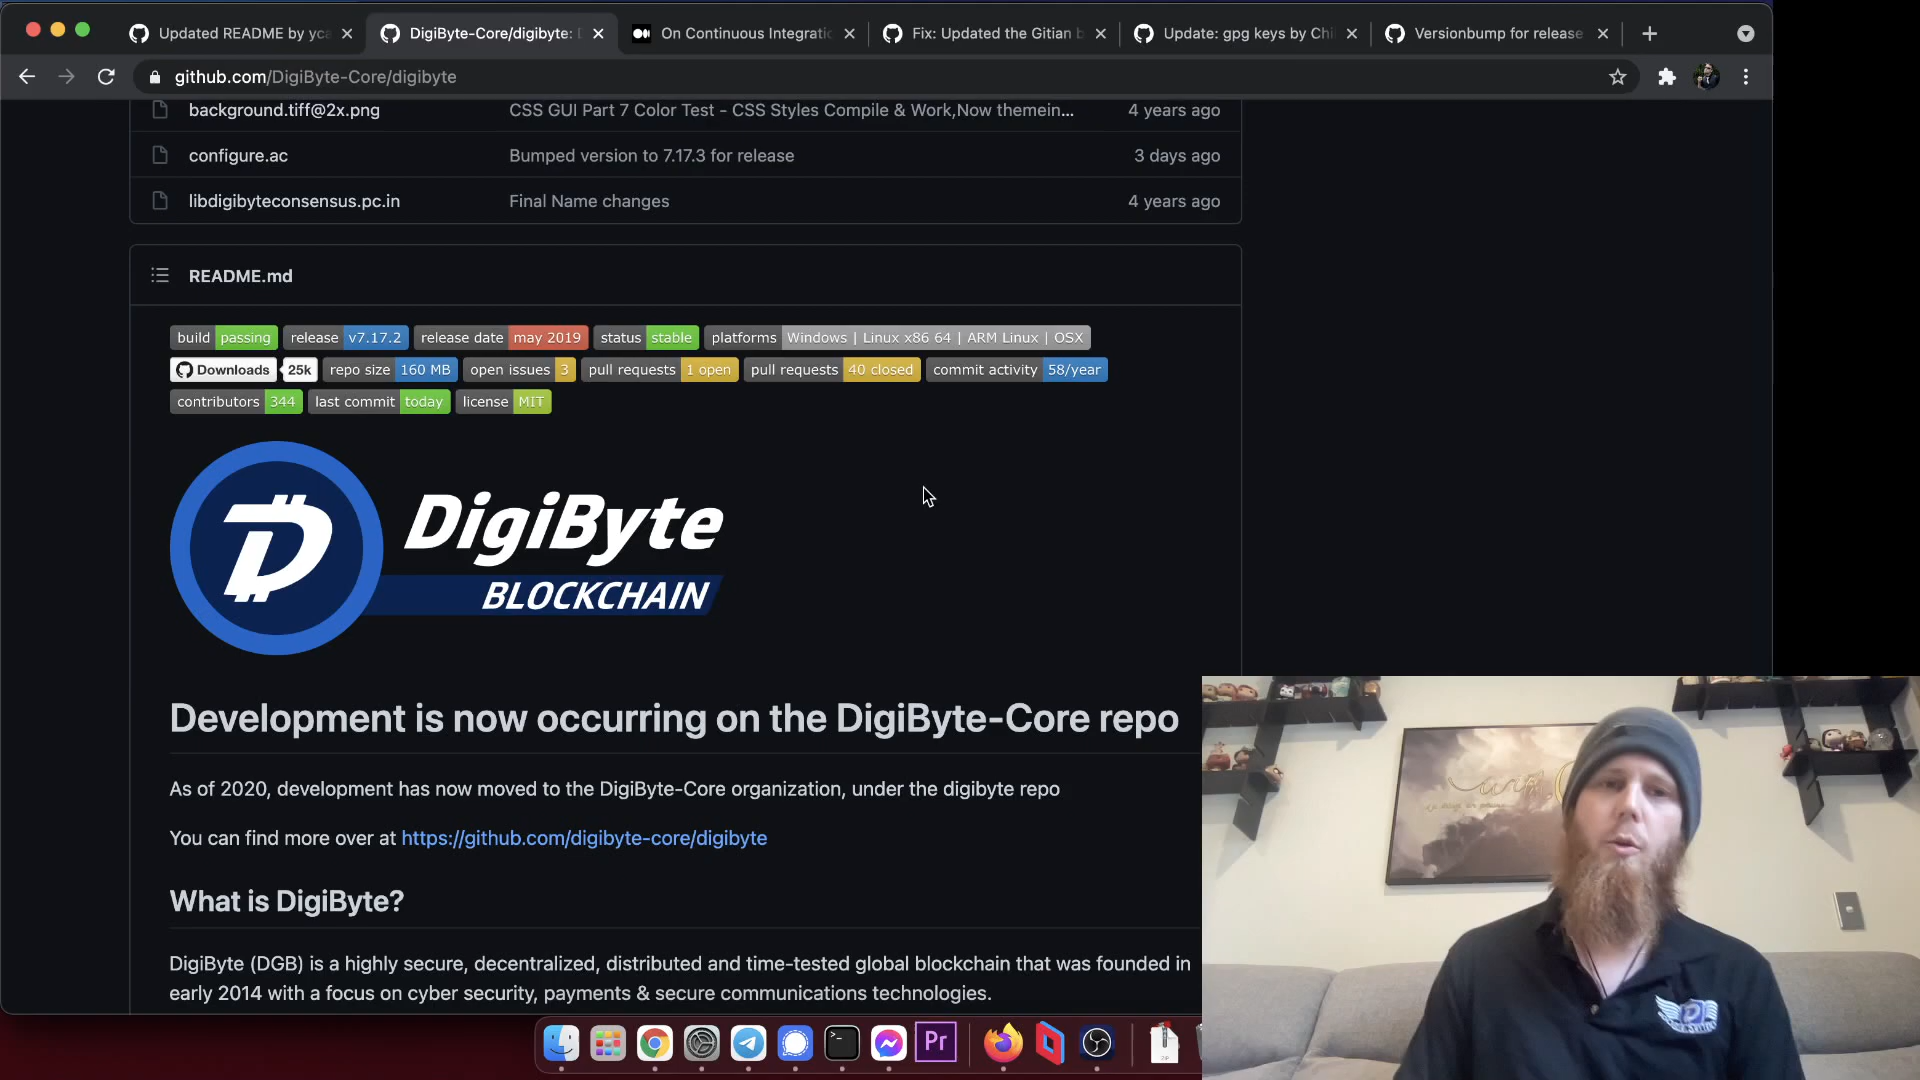 Updated README by yca
DigiByte-Core/digibyte: D
On Continuous Integratio
Fix: Updated the Gitian b
Update: gpg keys by Ch
Versionbump for release
github.com/DigiByte-Core/digibyte
background.tiff@2x.png CSS GUI Part 7 Color Test - CSS Styles Compile & Work,Now themein... 4 years ago
configure.ac Bumped version to 7.17.3 for release 3 days ago
libdigibyteconsensus.pc.in Final Name changes 4 years ago
README.md
build passing release v7.17.2 release date may 2019 status stable platforms Windows | Linux x86 64 | ARM Linux | OSX
Downloads 25k repo size 160 MB open issues 3 pull requests 1 open pull requests 40 closed commit activity 58/year
contributors 344 last commit today license MIT
DigiByte
BLOCKCHAIN
Development is now occurring on the DigiByte-Core repo
As of 2020, development has now moved to the DigiByte-Core organization, under the digibyte repo
You can find more over at https://github.com/digibyte-core/digibyte
What is DigiByte?
DigiByte (DGB) is a highly secure, decentralized, distributed and time-tested global blockchain that was founded in
early 2014 with a focus on cyber security, payments & secure communications technologies.
Pr